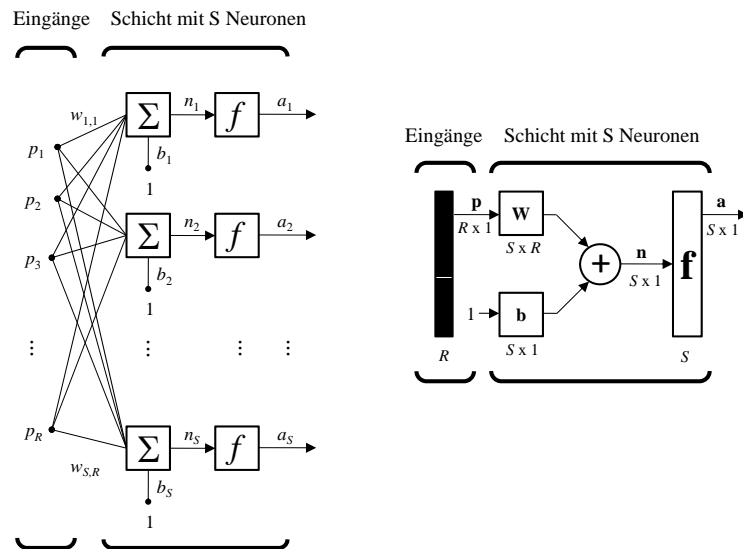 Eingänge Schicht mit S Neuronen
w1,1 n1 a1
Σ f
p1 b1
1
p2 n2 a2
Σ f
p3 b2
1
⋮ ⋮ ⋮ ⋮
pR nS aS
Σ f
wS,R bS
1
Eingänge Schicht mit S Neuronen
p W a
R x 1 S x 1
S x R n
+ f
S x 1
1 b
R S x 1 S